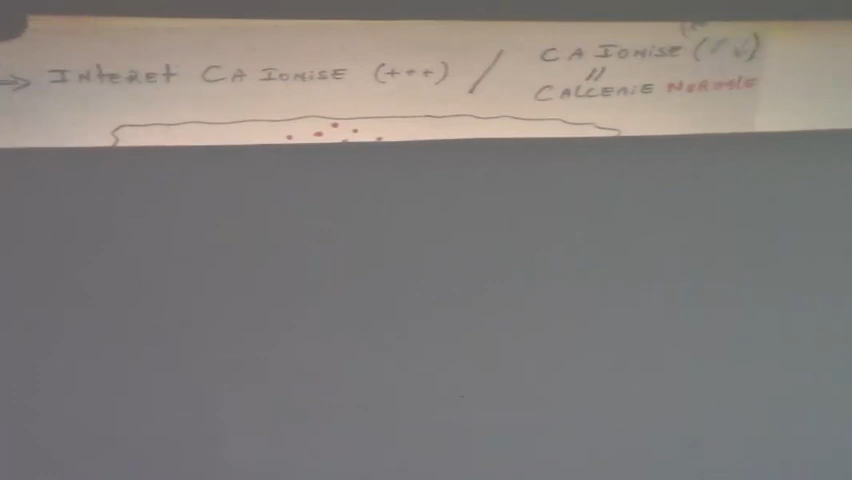 => INTERET CA IONISE (+++) / CA IONISE (↑↓)
"
CALCEMIE NORMALE